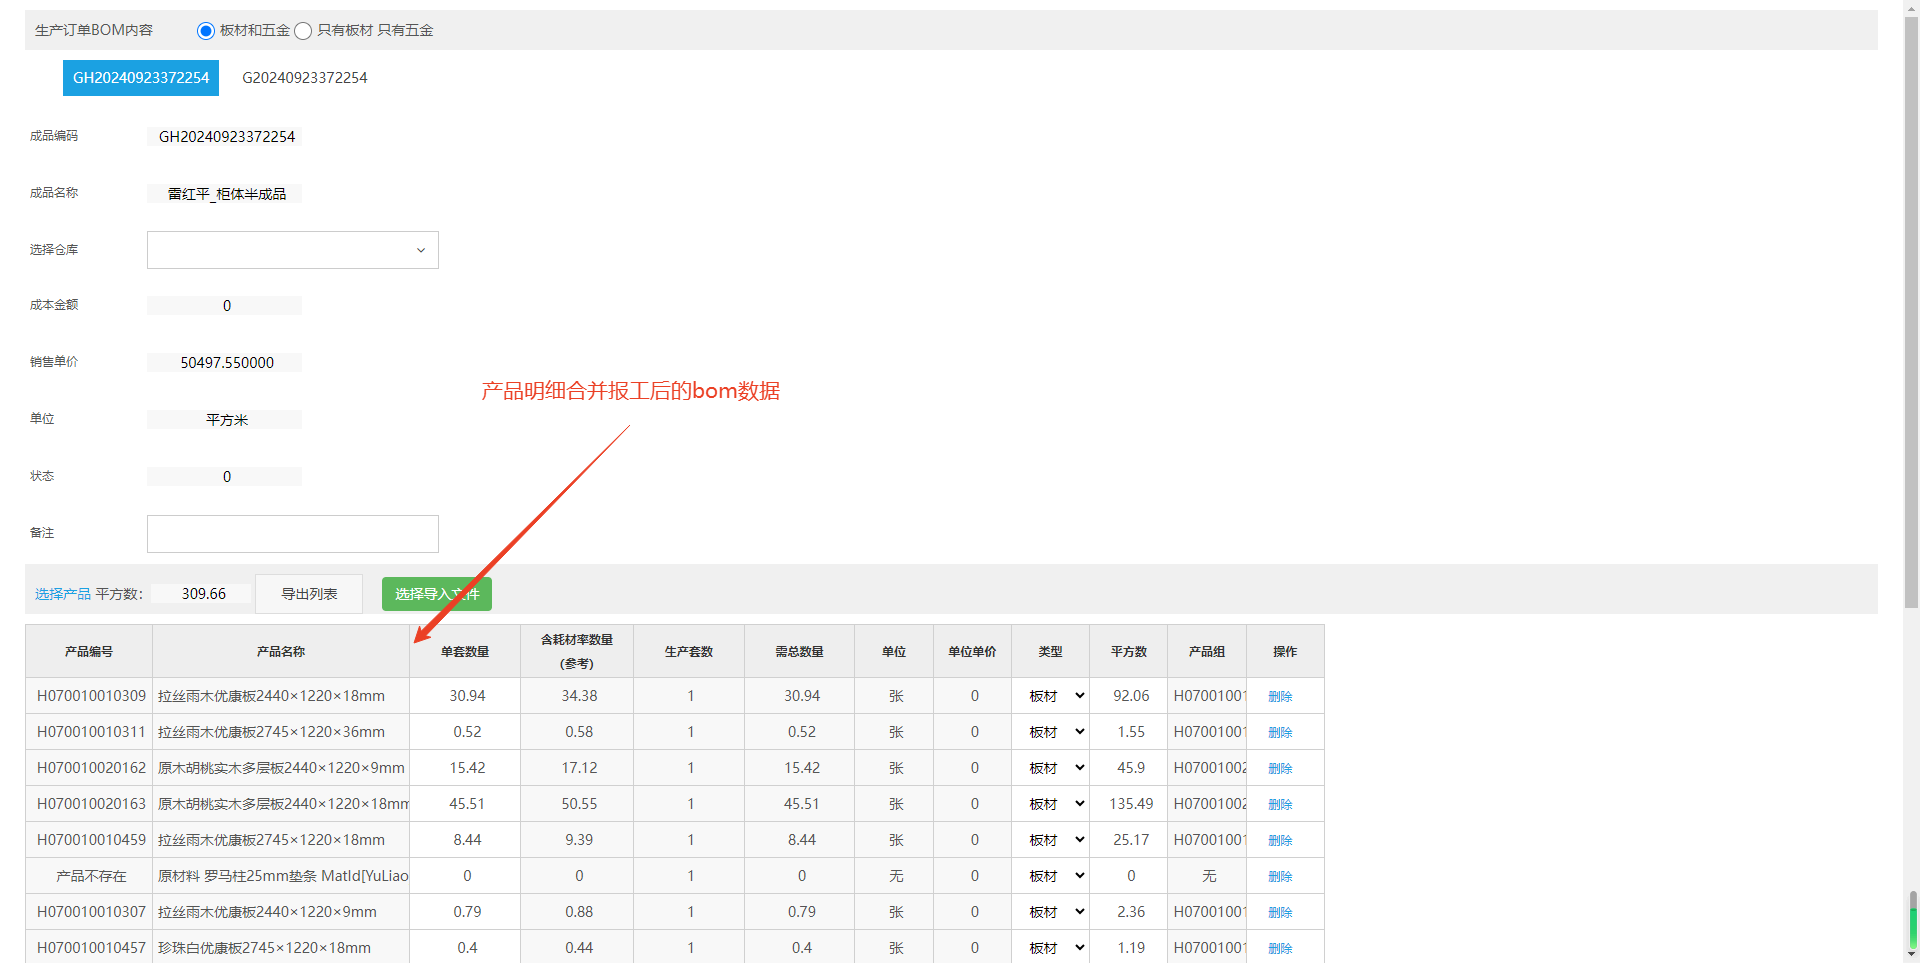 生产订单BOM内容 板材和五金 只有板材 只有五金
GH20240923372254 G20240923372254
成品编码 GH20240923372254
成品名称 雷红平_柜体半成品
选择仓库
成本金额 0
销售单价 50497.550000
产品明细合并报工后的bom数据
单位 平方米
状态 0
备注
选择产品 平方数: 309.66 导出列表 选择导入文件
产品编号 产品名称 单套数量 含耗材率数量(参考) 生产套数 需总数量 单位 单位单价 类型 平方数 产品组 操作
H070010010309 拉丝雨木优康板2440×1220×18mm 30.94 34.38 1 30.94 张 0 板材 92.06 H07001001 删除
H070010010311 拉丝雨木优康板2745×1220×36mm 0.52 0.58 1 0.52 张 0 板材 1.55 H07001001 删除
H070010020162 原木胡桃实木多层板2440×1220×9mm 15.42 17.12 1 15.42 张 0 板材 45.9 H07001002 删除
H070010020163 原木胡桃实木多层板2440×1220×18mm 45.51 50.55 1 45.51 张 0 板材 135.49 H07001002 删除
H070010010459 拉丝雨木优康板2745×1220×18mm 8.44 9.39 1 8.44 张 0 板材 25.17 H07001001 删除
产品不存在 原材料 罗马柱25mm垫条 MatId[YuLiao 0 0 1 0 无 0 板材 0 无 删除
H070010010307 拉丝雨木优康板2440×1220×9mm 0.79 0.88 1 0.79 张 0 板材 2.36 H07001001 删除
H070010010457 珍珠白优康板2745×1220×18mm 0.4 0.44 1 0.4 张 0 板材 1.19 H07001001 删除